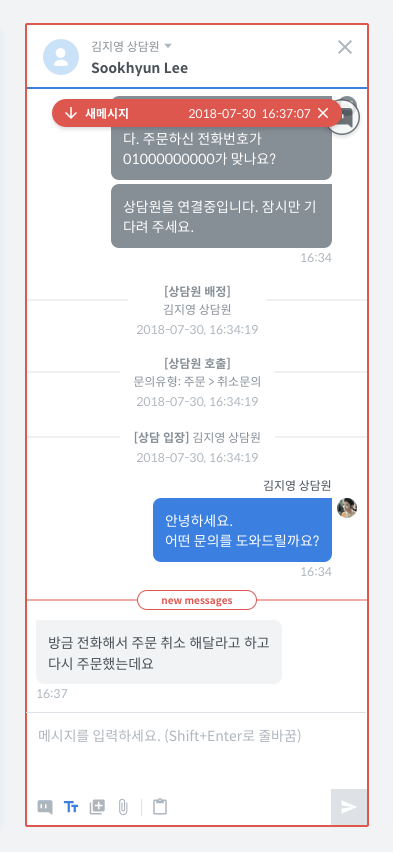 김지영 상담원
Sookhyun Lee
새메시지 2018-07-30 16:37:07
다. 주문하신 전화번호가
01000000000가 맞나요?
상담원을 연결중입니다. 잠시만 기
다려 주세요.
16:34
[상담원 배정]
김지영 상담원
2018-07-30, 16:34:19
[상담원 호출]
문의유형: 주문 > 취소문의
2018-07-30, 16:34:19
[상담 입장] 김지영 상담원
2018-07-30, 16:34:19
김지영 상담원
안녕하세요.
어떤 문의를 도와드릴까요?
16:34
new messages
방금 전화해서 주문 취소 해달라고 하고
다시 주문했는데요
16:37
메시지를 입력하세요. (Shift+Enter로 줄바꿈)